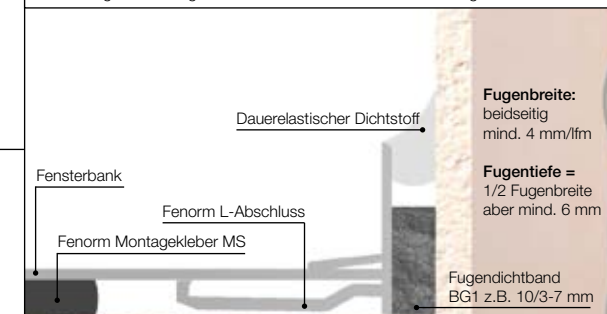 Dauerelastischer Dichtstoff
Fugenbreite:
beidseitig
mind. 4 mm/lfm
Fugentiefe =
1/2 Fugenbreite
aber mind. 6 mm
Fensterbank
Fenorm L-Abschluss
Fenorm Montagekleber MS
Fugendichtband
BG1 z.B. 10/3-7 mm